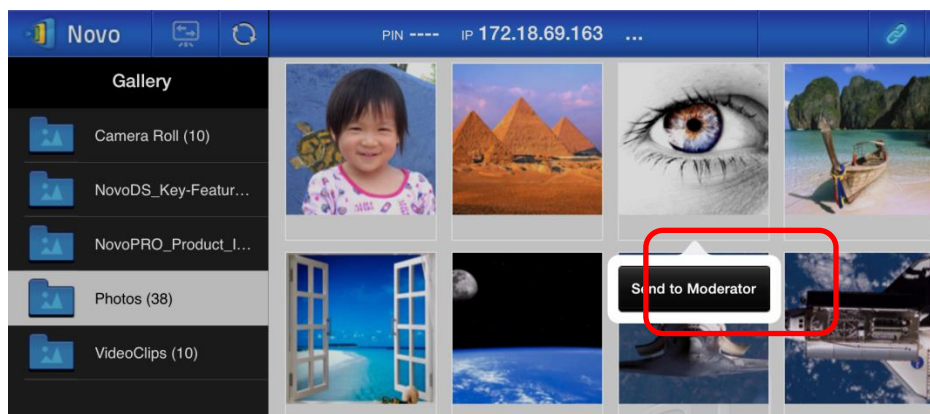 Novo PIN ---- IP 172.18.69.163 ...
Gallery
Camera Roll (10)
NovoDS_Key-Featur...
NovoPRO_Product_I...
Photos (38)
VideoClips (10)
Send to Moderator